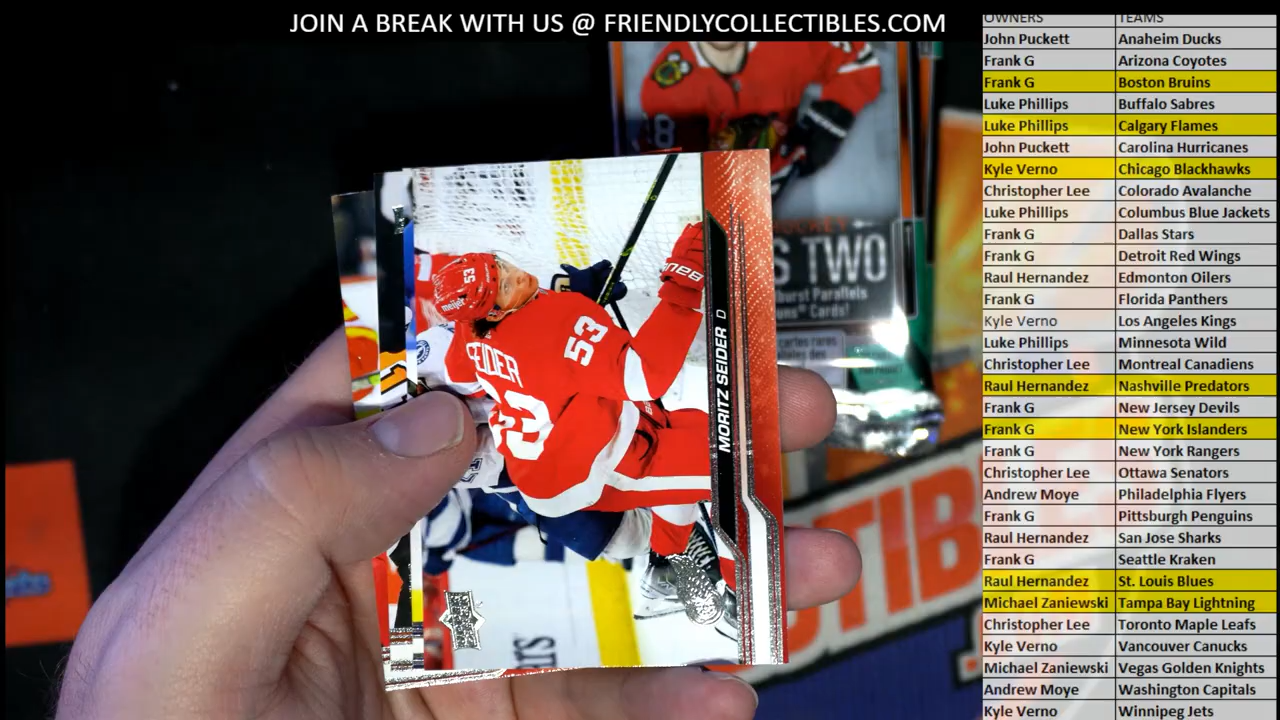 JOIN A BREAK WITH US @ FRIENDLYCOLLECTIBLES.COM
OWNERS TEAMS
John Puckett Anaheim Ducks
Frank G Arizona Coyotes
Frank G Boston Bruins
Luke Phillips Buffalo Sabres
Luke Phillips Calgary Flames
John Puckett Carolina Hurricanes
Kyle Verno Chicago Blackhawks
Christopher Lee Colorado Avalanche
Luke Phillips Columbus Blue Jackets
Frank G Dallas Stars
Frank G Detroit Red Wings
Raul Hernandez Edmonton Oilers
Frank G Florida Panthers
Kyle Verno Los Angeles Kings
Luke Phillips Minnesota Wild
Christopher Lee Montreal Canadiens
Raul Hernandez Nashville Predators
Frank G New Jersey Devils
Frank G New York Islanders
Frank G New York Rangers
Christopher Lee Ottawa Senators
Andrew Moye Philadelphia Flyers
Frank G Pittsburgh Penguins
Raul Hernandez San Jose Sharks
Frank G Seattle Kraken
Raul Hernandez St. Louis Blues
Michael Zaniewski Tampa Bay Lightning
Christopher Lee Toronto Maple Leafs
Kyle Verno Vancouver Canucks
Michael Zaniewski Vegas Golden Knights
Andrew Moye Washington Capitals
Kyle Verno Winnipeg Jets
8
TWO
Parallels
Cards!
cartes rares
53
meijer
SEIDER
53
53
MORITZ SEIDER D